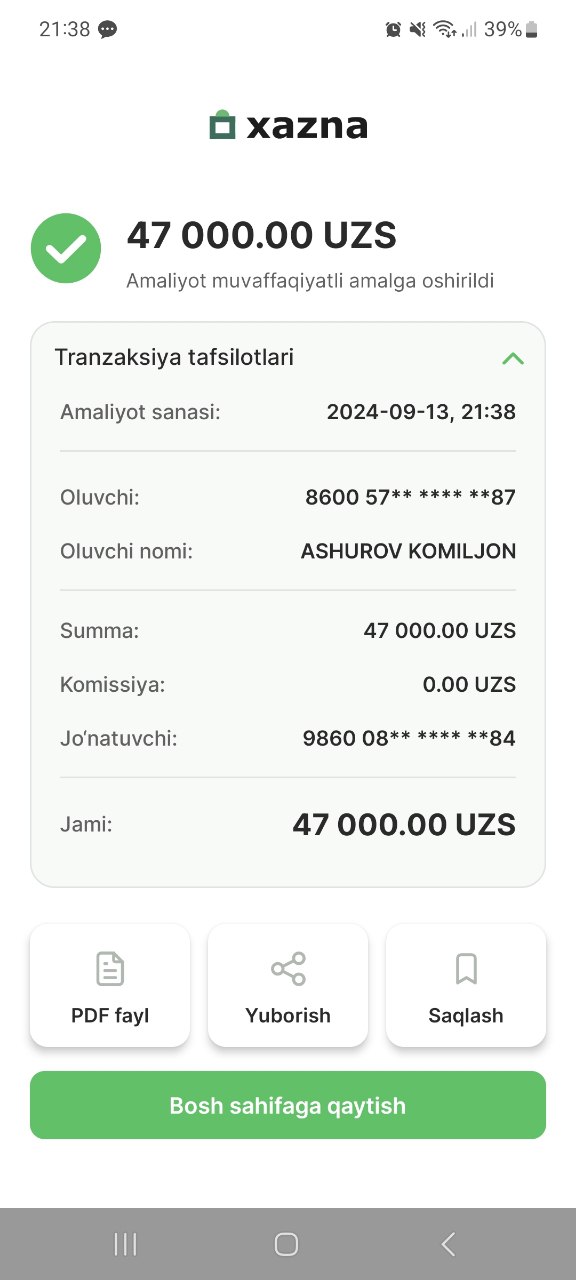 21:38
39%
xazna
47 000.00 UZS
Amaliyot muvaffaqiyatli amalga oshirildi
Tranzaksiya tafsilotlari
Amaliyot sanasi: 2024-09-13, 21:38
Oluvchi: 8600 57** **** **87
Oluvchi nomi: ASHUROV KOMILJON
Summa: 47 000.00 UZS
Komissiya: 0.00 UZS
Jo‘natuvchi: 9860 08** **** **84
Jami: 47 000.00 UZS
PDF fayl
Yuborish
Saqlash
Bosh sahifaga qaytish